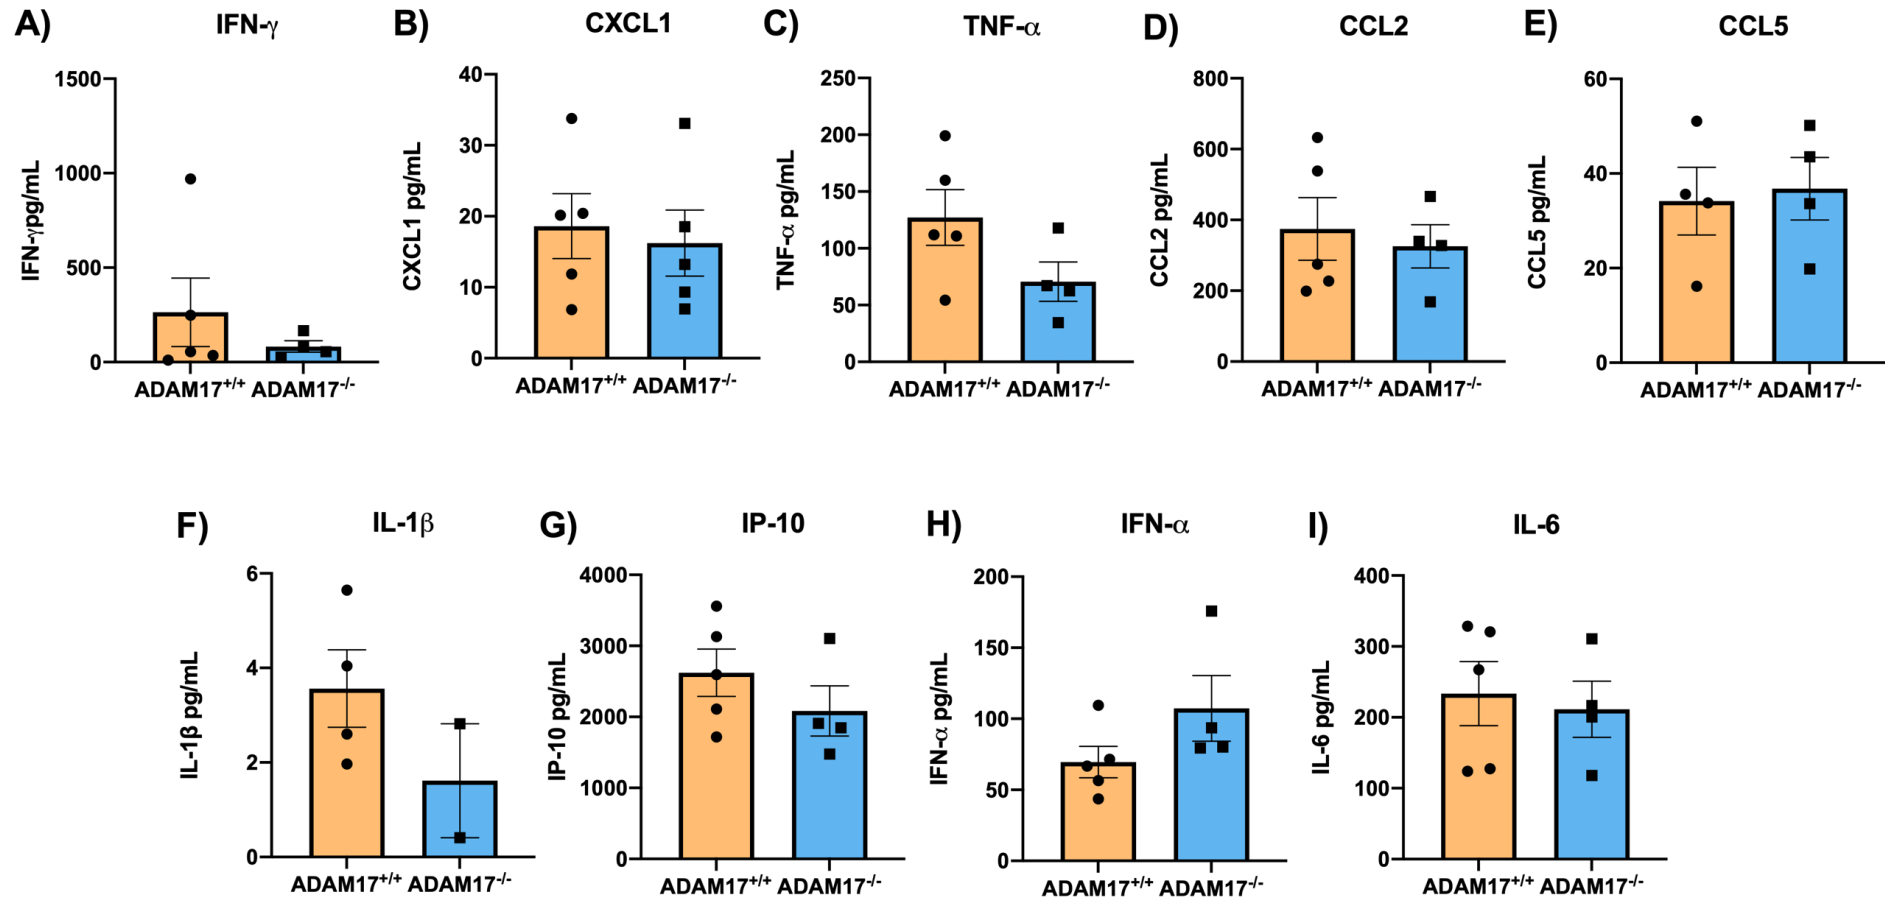 A) IFN-γ
1500
1000
500
0
IFN-γpg/mL
ADAM17+/+ ADAM17-/-
B) CXCL1
40
30
20
10
0
CXCL1 pg/mL
ADAM17+/+ ADAM17-/-
C) TNF-α
250
200
150
100
50
0
TNF-α pg/mL
ADAM17+/+ ADAM17-/-
D) CCL2
800
600
400
200
0
CCL2 pg/mL
ADAM17+/+ ADAM17-/-
E) CCL5
60
40
20
0
CCL5 pg/mL
ADAM17+/+ ADAM17-/-
F) IL-1β
6
4
2
0
IL-1β pg/mL
ADAM17+/+ ADAM17-/-
G) IP-10
4000
3000
2000
1000
0
IP-10 pg/mL
ADAM17+/+ ADAM17-/-
H) IFN-α
200
150
100
50
0
IFN-α pg/mL
ADAM17+/+ ADAM17-/-
I) IL-6
400
300
200
100
0
IL-6 pg/mL
ADAM17+/+ ADAM17-/-